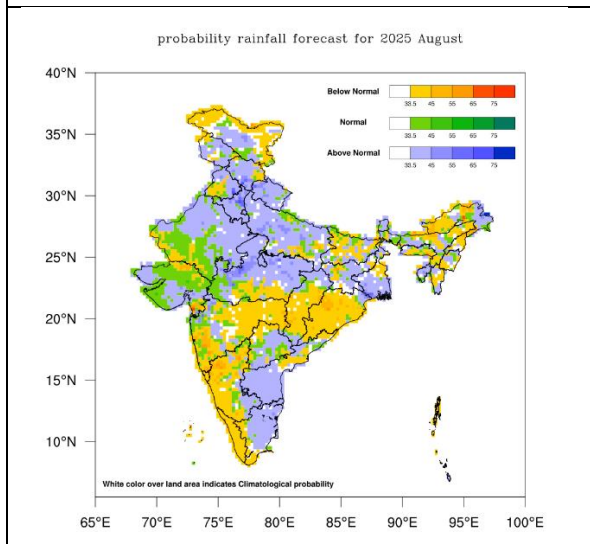 probability rainfall forecast for 2025 August
40°N
35°N
30°N
25°N
20°N
15°N
10°N
Below Normal
33.5 45 55 65 75
Normal
33.5 45 55 65 75
Above Normal
33.5 45 55 65 75
White color over land area indicates Climatological probability
65°E 70°E 75°E 80°E 85°E 90°E 95°E 100°E